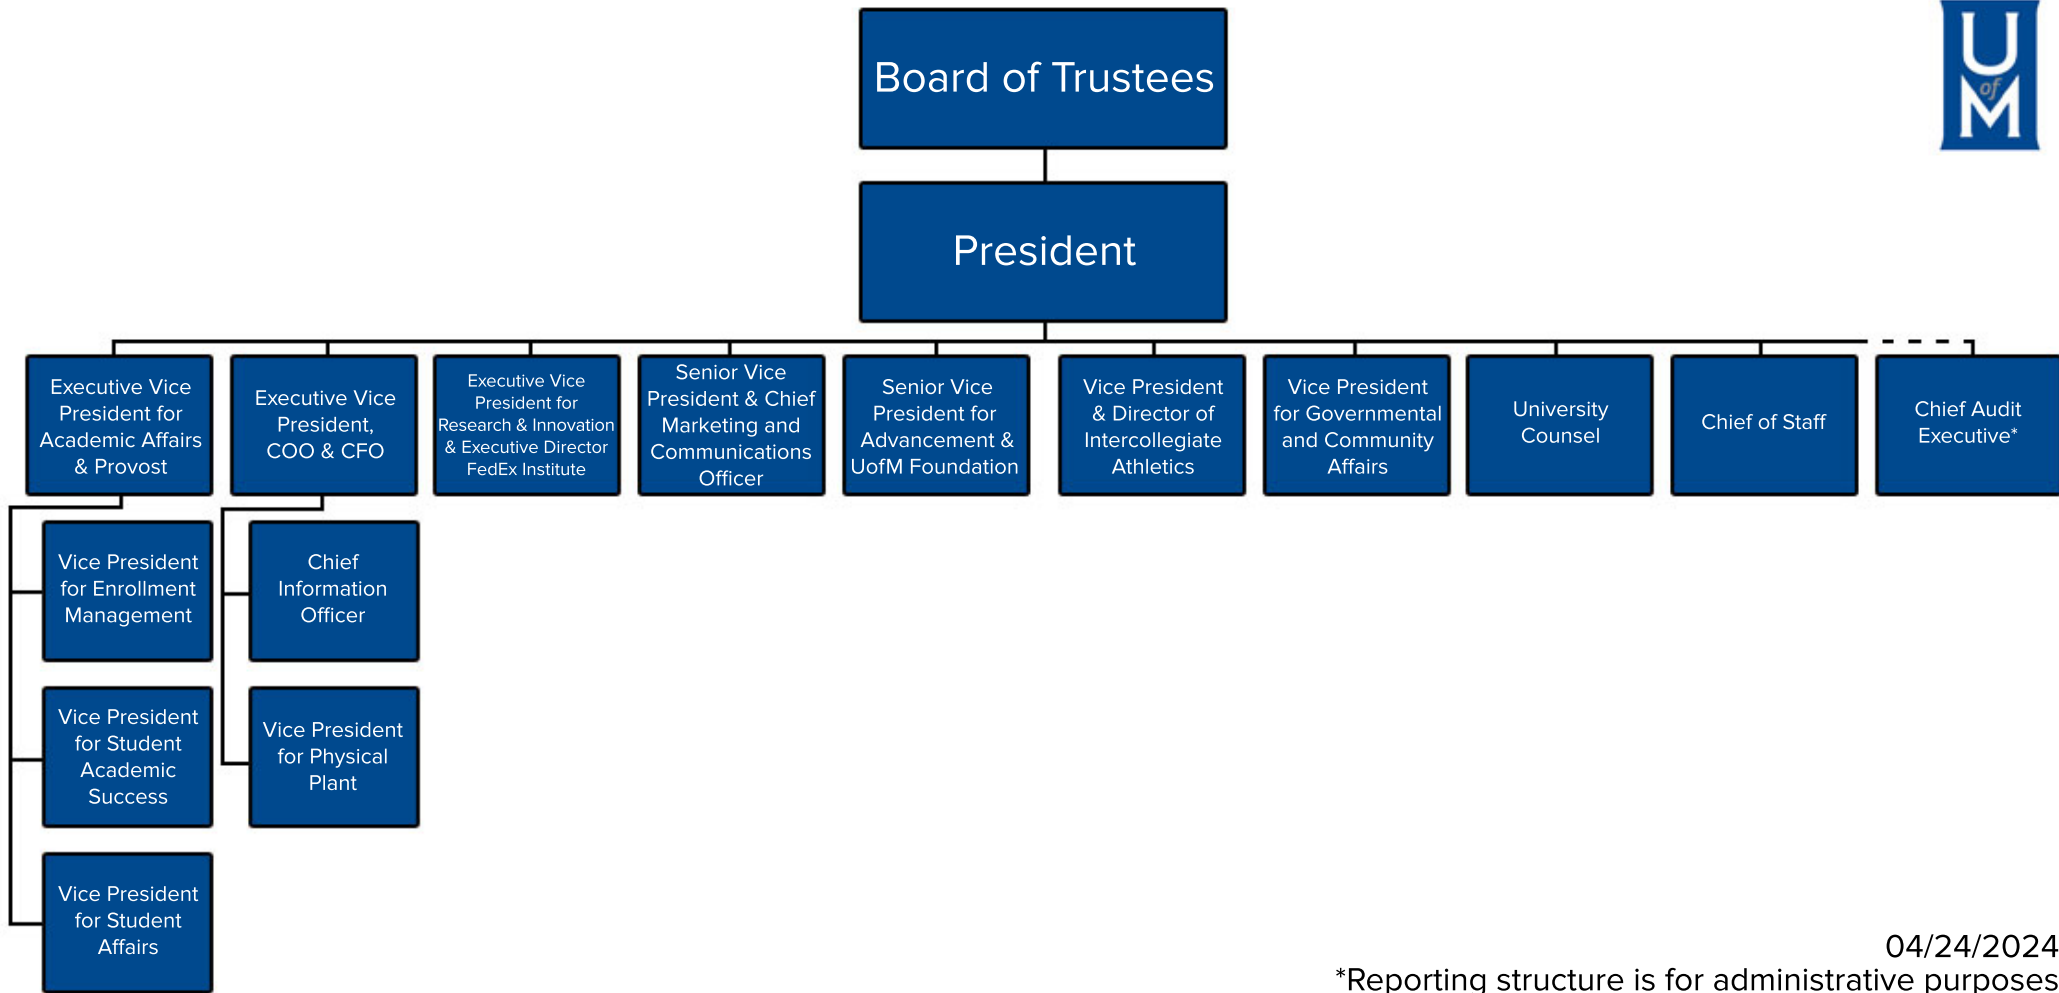 Board of Trustees
U
of
M
President
Executive Vice
President for
Academic Affairs
& Provost
Executive Vice
President,
COO & CFO
Executive Vice
President for
Research & Innovation
& Executive Director
FedEx Institute
Senior Vice
President & Chief
Marketing and
Communications
Officer
Senior Vice
President for
Advancement &
UofM Foundation
Vice President
& Director of
Intercollegiate
Athletics
Vice President
for Governmental
and Community
Affairs
University
Counsel
Chief of Staff
Chief Audit
Executive*
Vice President
for Enrollment
Management
Chief
Information
Officer
Vice President
for Student
Academic
Success
Vice President
for Physical
Plant
Vice President
for Student
Affairs
04/24/2024
*Reporting structure is for administrative purposes